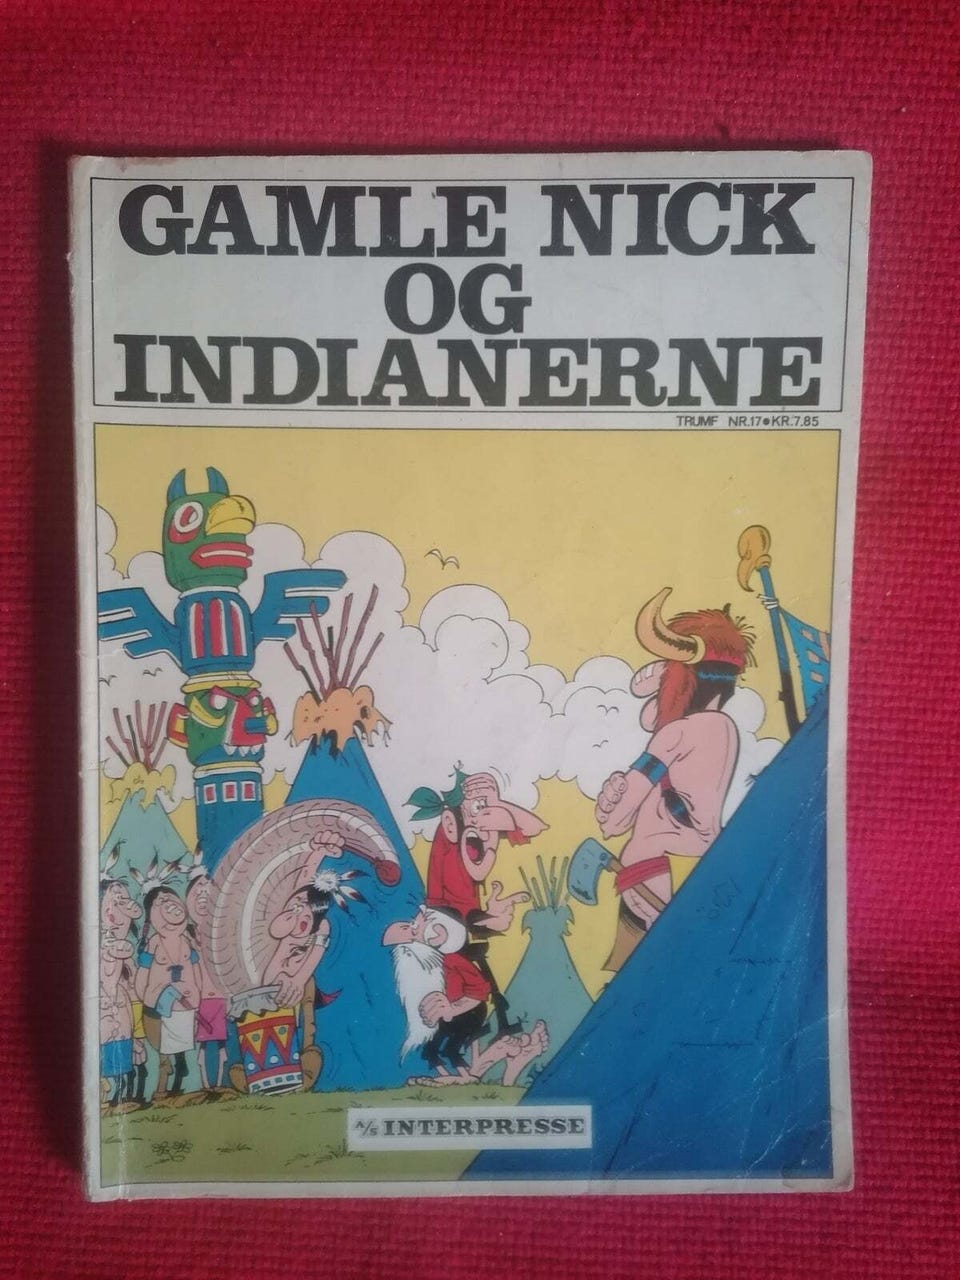 GAMLE NICK
OG
INDIANERNE
TRUMF NR.17●KR.7.85
A/S INTERPRESSE